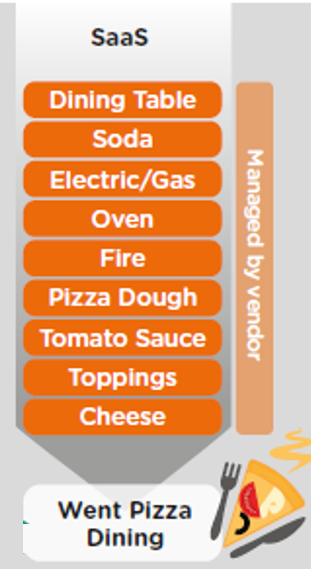 SaaS
Dining Table
Soda
Electric/Gas
Oven
Fire
Pizza Dough
Tomato Sauce
Toppings
Cheese
Managed by vendor
Went Pizza
Dining